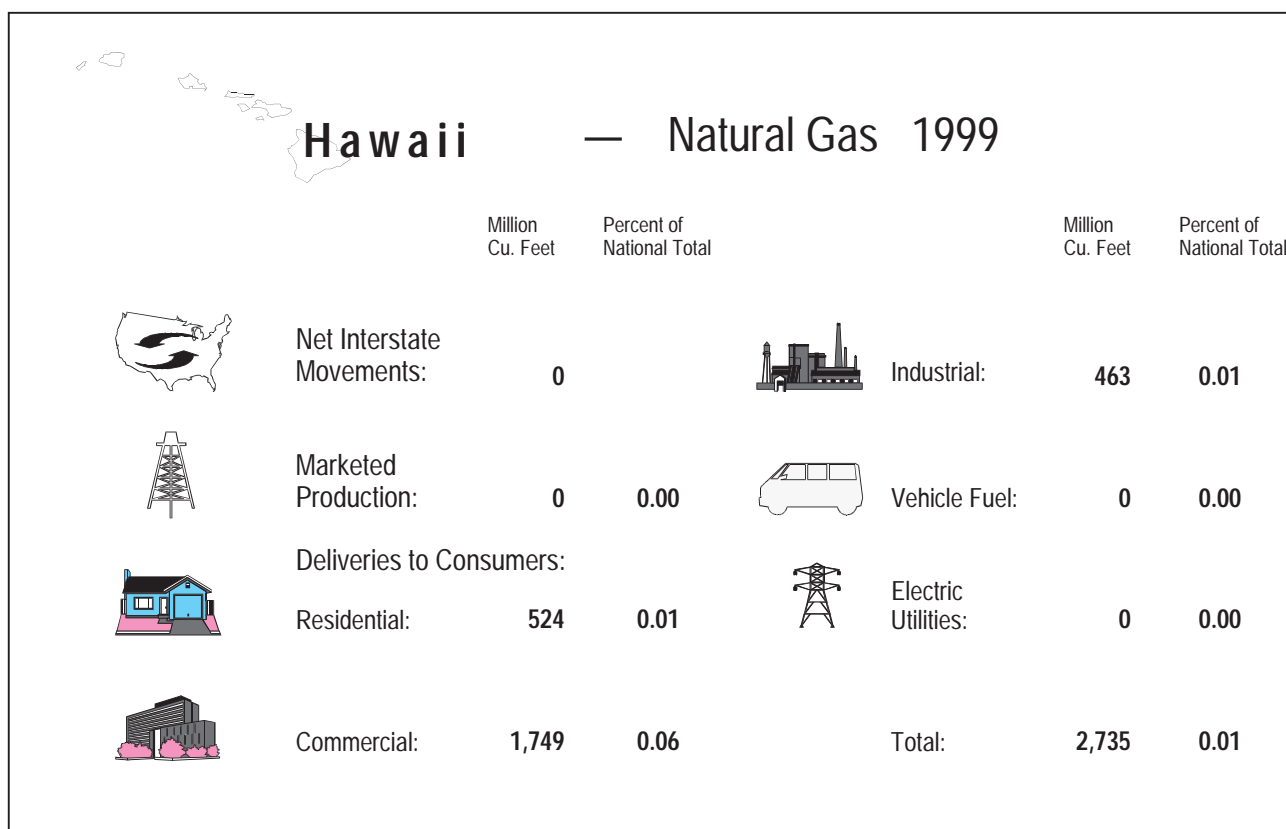 Hawaii — Natural Gas 1999
Million Cu. Feet
Percent of National Total
Million Cu. Feet
Percent of National Total
Net Interstate
Movements: 0
Industrial: 463 0.01
Marketed
Production: 0 0.00
Vehicle Fuel: 0 0.00
Deliveries to Consumers:
Residential: 524 0.01
Electric
Utilities: 0 0.00
Commercial: 1,749 0.06
Total: 2,735 0.01